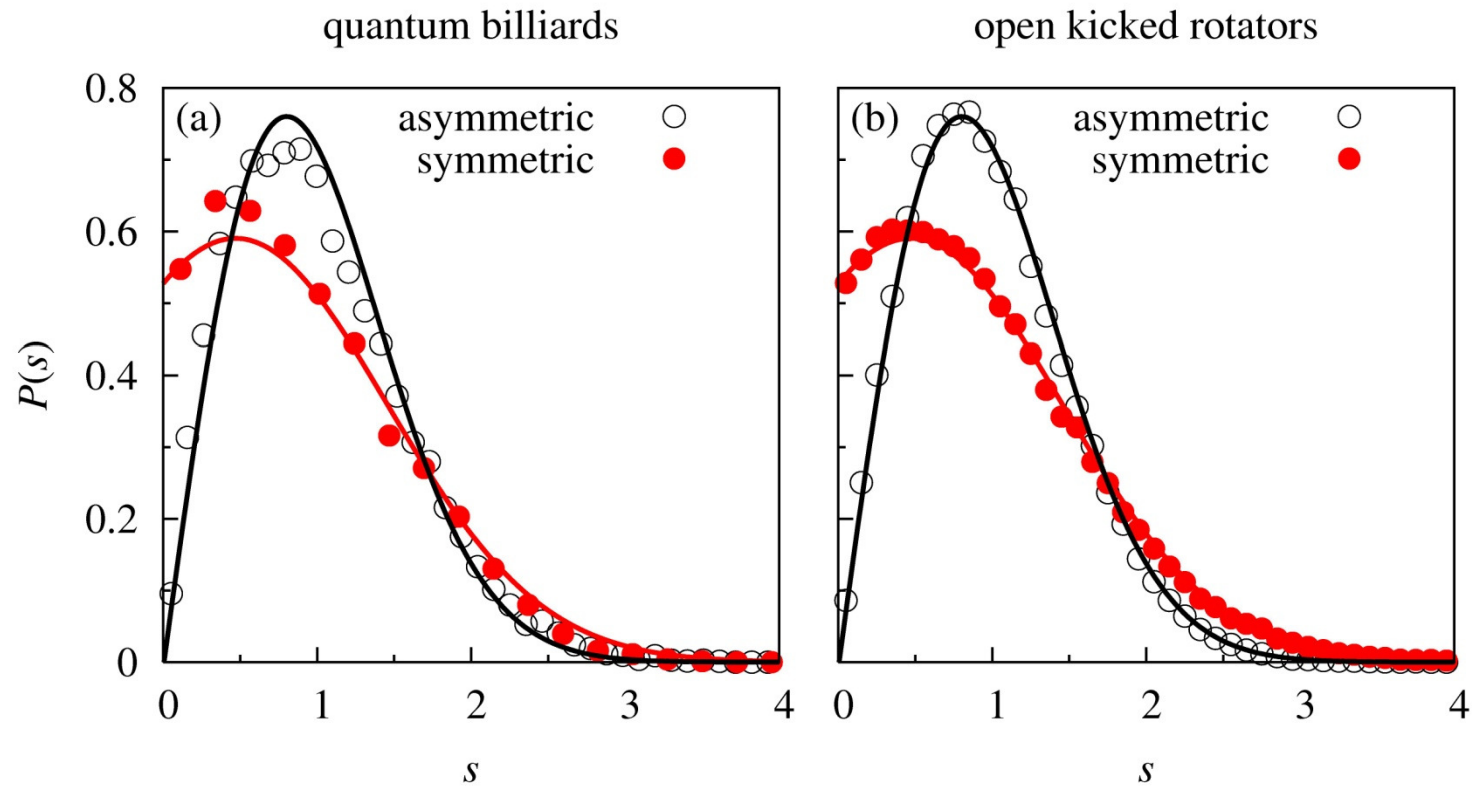 quantum billiards
open kicked rotators
P(s)
0.8
0.6
0.4
0.2
0
(a)
asymmetric
symmetric
0 1 2 3 4
s
(b)
asymmetric
symmetric
0 1 2 3 4
s